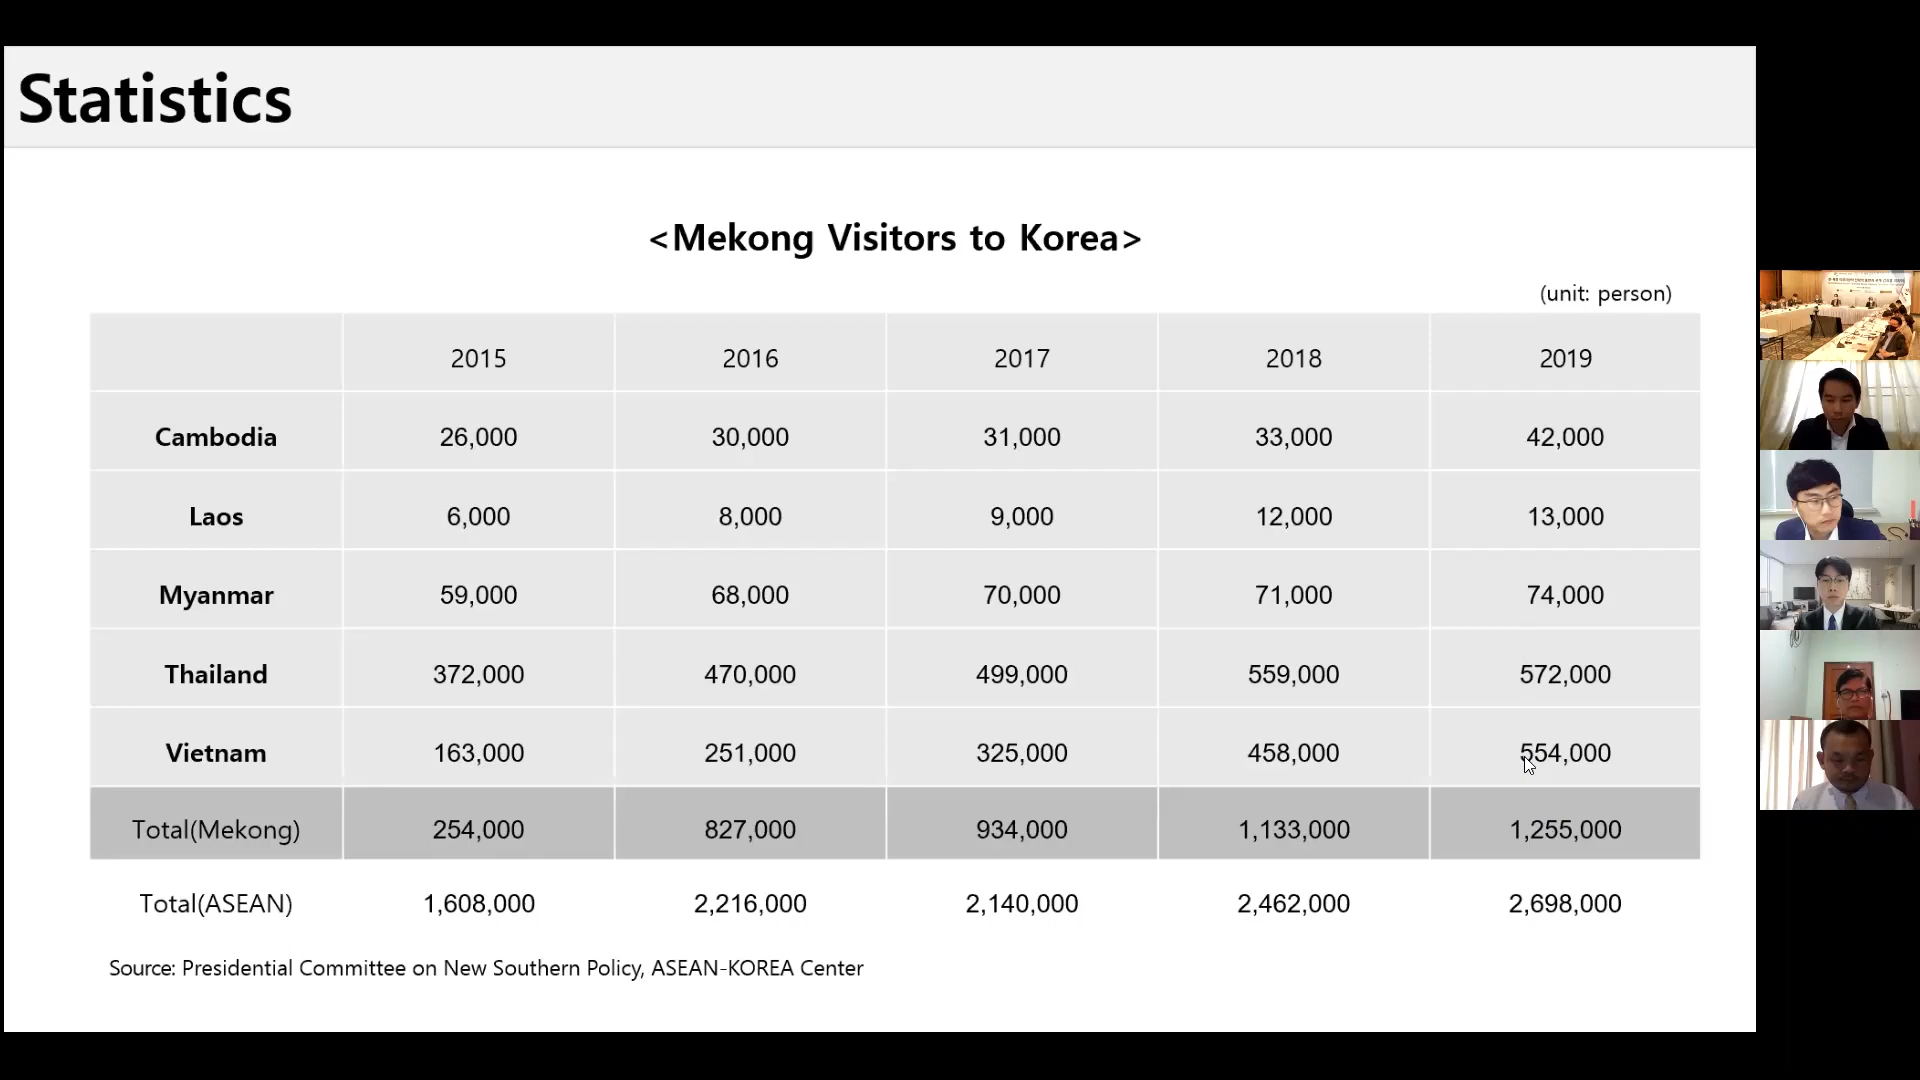 Statistics
<Mekong Visitors to Korea>
(unit: person)
2015 2016 2017 2018 2019
Cambodia 26,000 30,000 31,000 33,000 42,000
Laos 6,000 8,000 9,000 12,000 13,000
Myanmar 59,000 68,000 70,000 71,000 74,000
Thailand 372,000 470,000 499,000 559,000 572,000
Vietnam 163,000 251,000 325,000 458,000 554,000
Total(Mekong) 254,000 827,000 934,000 1,133,000 1,255,000
Total(ASEAN) 1,608,000 2,216,000 2,140,000 2,462,000 2,698,000
Source: Presidential Committee on New Southern Policy, ASEAN-KOREA Center